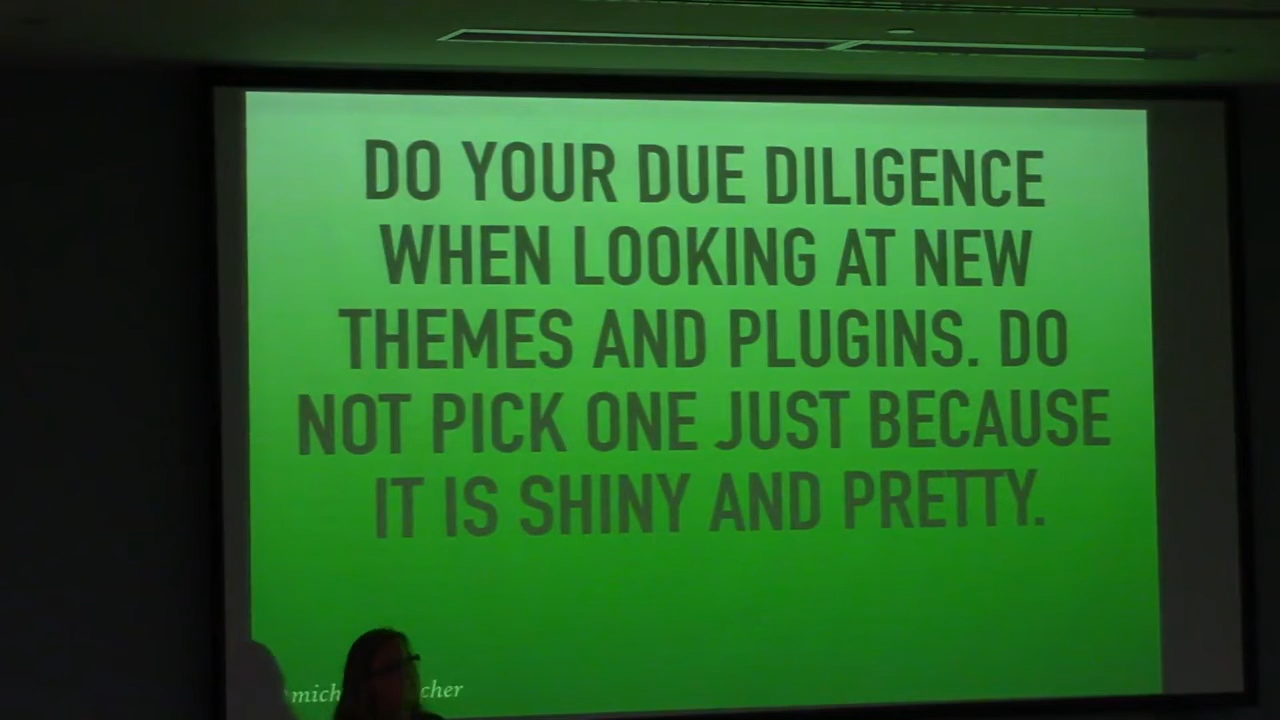 DO YOUR DUE DILIGENCE
WHEN LOOKING AT NEW
THEMES AND PLUGINS. DO
NOT PICK ONE JUST BECAUSE
IT IS SHINY AND PRETTY.